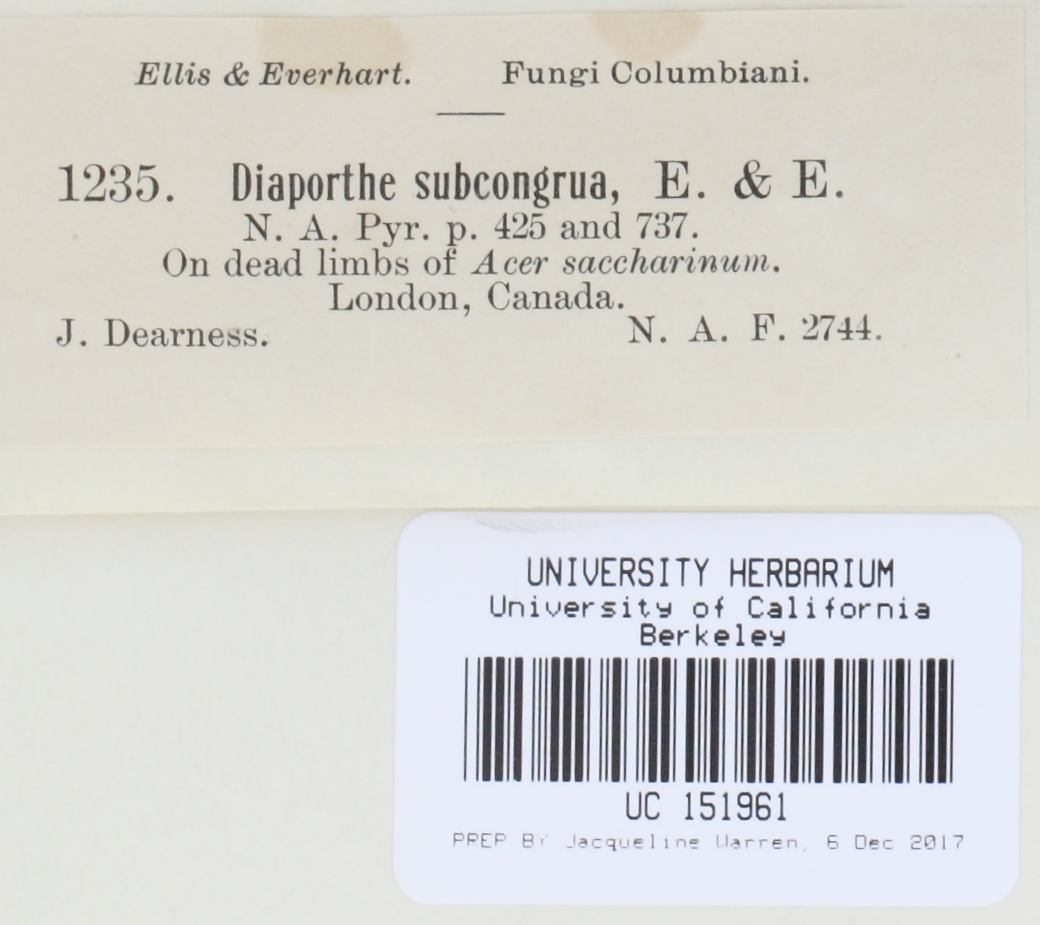 Ellis & Everhart. Fungi Columbiani.
1235. Diaporthe subcongrua, E. & E.
N. A. Pyr. p. 425 and 737.
On dead limbs of Acer saccharinum.
London, Canada.
J. Dearness. N. A. F. 2744.
UNIVERSITY HERBARIUM
University of California
Berkeley
UC 151961
PREP BY Jacqueline Warren, 6 Dec 2017